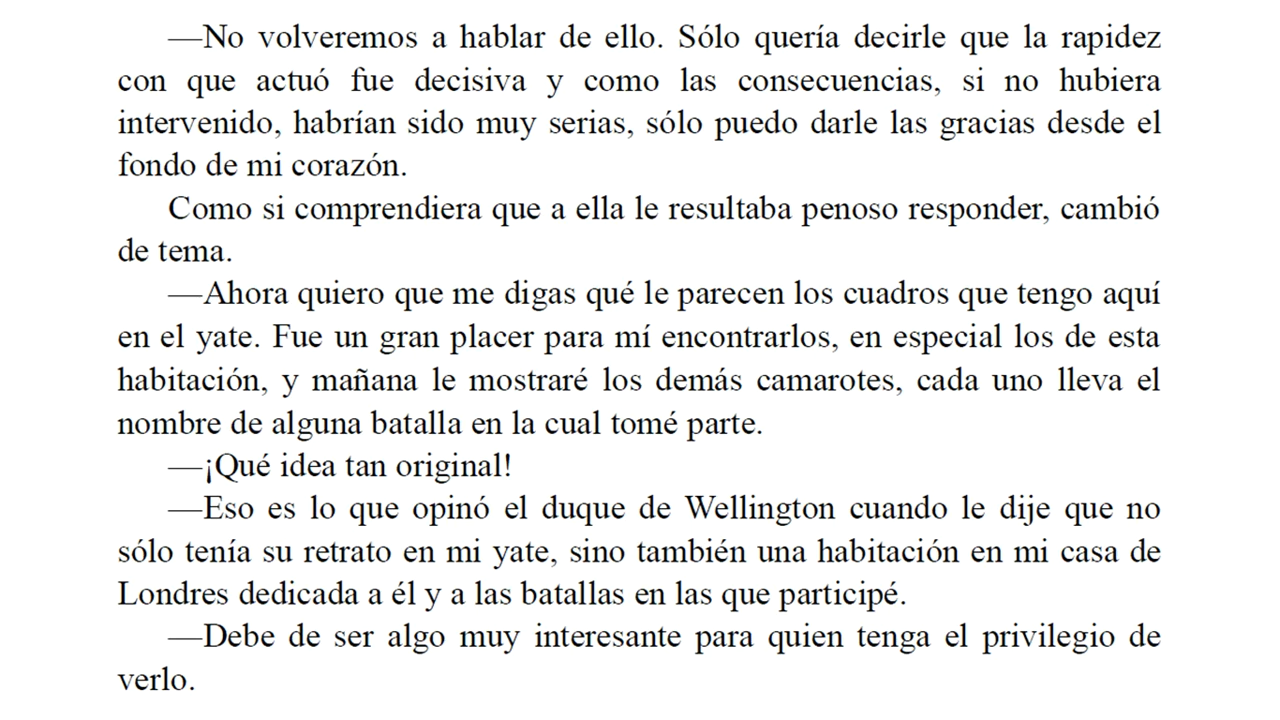 —No volveremos a hablar de ello. Sólo quería decirle que la rapidez
con que actuó fue decisiva y como las consecuencias, si no hubiera
intervenido, habrían sido muy serias, sólo puedo darle las gracias desde el
fondo de mi corazón.
Como si comprendiera que a ella le resultaba penoso responder, cambió
de tema.
—Ahora quiero que me digas qué le parecen los cuadros que tengo aquí
en el yate. Fue un gran placer para mí encontrarlos, en especial los de esta
habitación, y mañana le mostraré los demás camarotes, cada uno lleva el
nombre de alguna batalla en la cual tomé parte.
—¡Qué idea tan original!
—Eso es lo que opinó el duque de Wellington cuando le dije que no
sólo tenía su retrato en mi yate, sino también una habitación en mi casa de
Londres dedicada a él y a las batallas en las que participé.
—Debe de ser algo muy interesante para quien tenga el privilegio de
verlo.